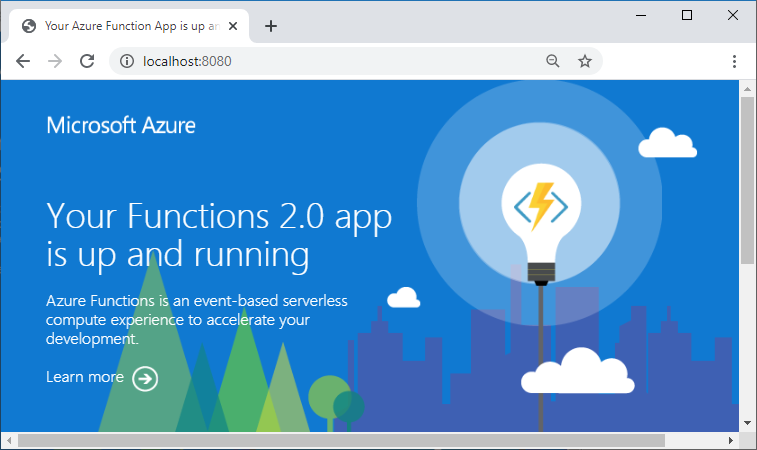 Your Azure Function App is up an
localhost:8080
Microsoft Azure
Your Functions 2.0 app
is up and running
Azure Functions is an event-based serverless
compute experience to accelerate your
development.
Learn more